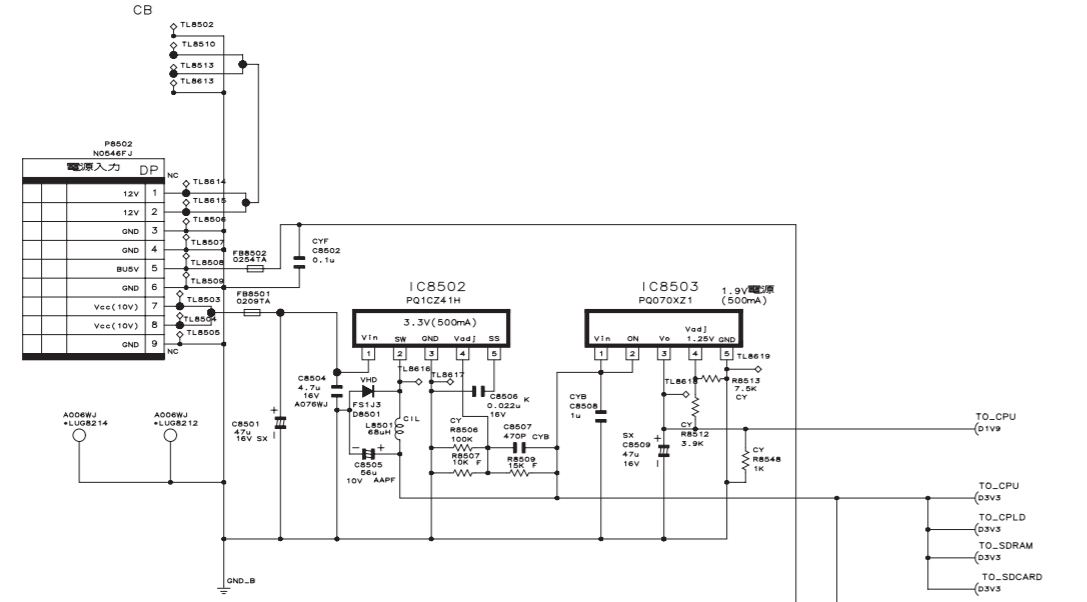 CB
TL8502
TL8510
TL8513
TL8613
P8502
N0546FJ
電源入力 DP
NC
TL8614
12V 1
TL8615
12V 2
TL8506
GND 3
TL8507
GND 4
TL8508
BU5V 5
TL8509
GND 6
TL8503
Vcc(10V) 7
TL8504
Vcc(10V) 8
TL8505
GND 9
NC
FB8502
0254TA
FB8501
0209TA
CYF
C8502
0.1u
IC8502
PQ1CZ41H
3.3V(500mA)
Vin SW GND Vadj SS
1 2 3 4 5
TL8616
TL8617
IC8503
PQ070XZ1
1.9V電源
(500mA)
Vadj
Vin ON Vo 1.25V GND
1 2 3 4 5
TL8619
TL8618
R8513
7.5K
CY
C8504
4.7u
16V
A076WJ
VHD
FS1J3
D8501
L8501
68uH
CIL
C8505
56u
10V AAPF
C8506 K
0.022u
16V
CY
R8506
100K
R8507
10K F
C8507
470P CYB
R8509
15K F
CYB
C8508
1u
SX
C8509
47u
16V
CY
R8512
3.9K
CY
R8548
1K
C8501
47u
16V SX
A006WJ
*LUG8214
A006WJ
*LUG8212
GND_B
TO_CPU
D1V9
TO_CPU
D3V3
TO_CPLD
D3V3
TO_SDRAM
D3V3
TO_SDCARD
D3V3